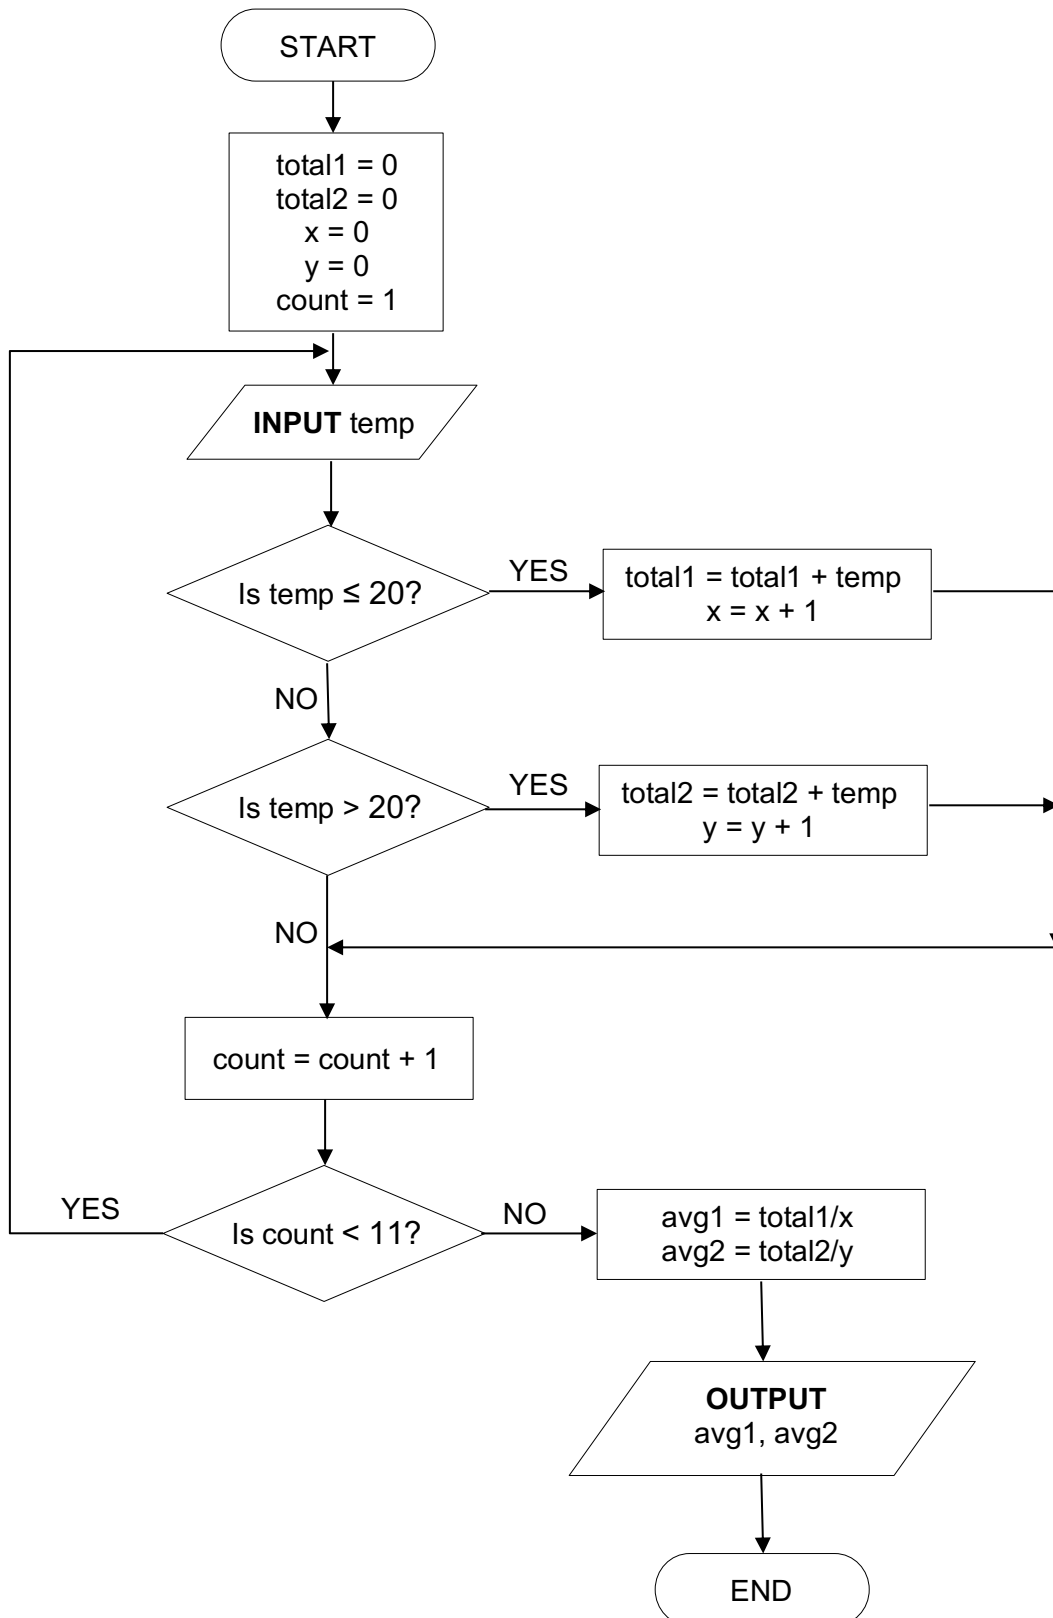 START
total1 = 0
total2 = 0
x = 0
y = 0
count = 1
INPUT temp
Is temp ≤ 20?
YES
total1 = total1 + temp
x = x + 1
NO
Is temp > 20?
YES
total2 = total2 + temp
y = y + 1
NO
count = count + 1
YES
Is count < 11?
NO
avg1 = total1/x
avg2 = total2/y
OUTPUT
avg1, avg2
END